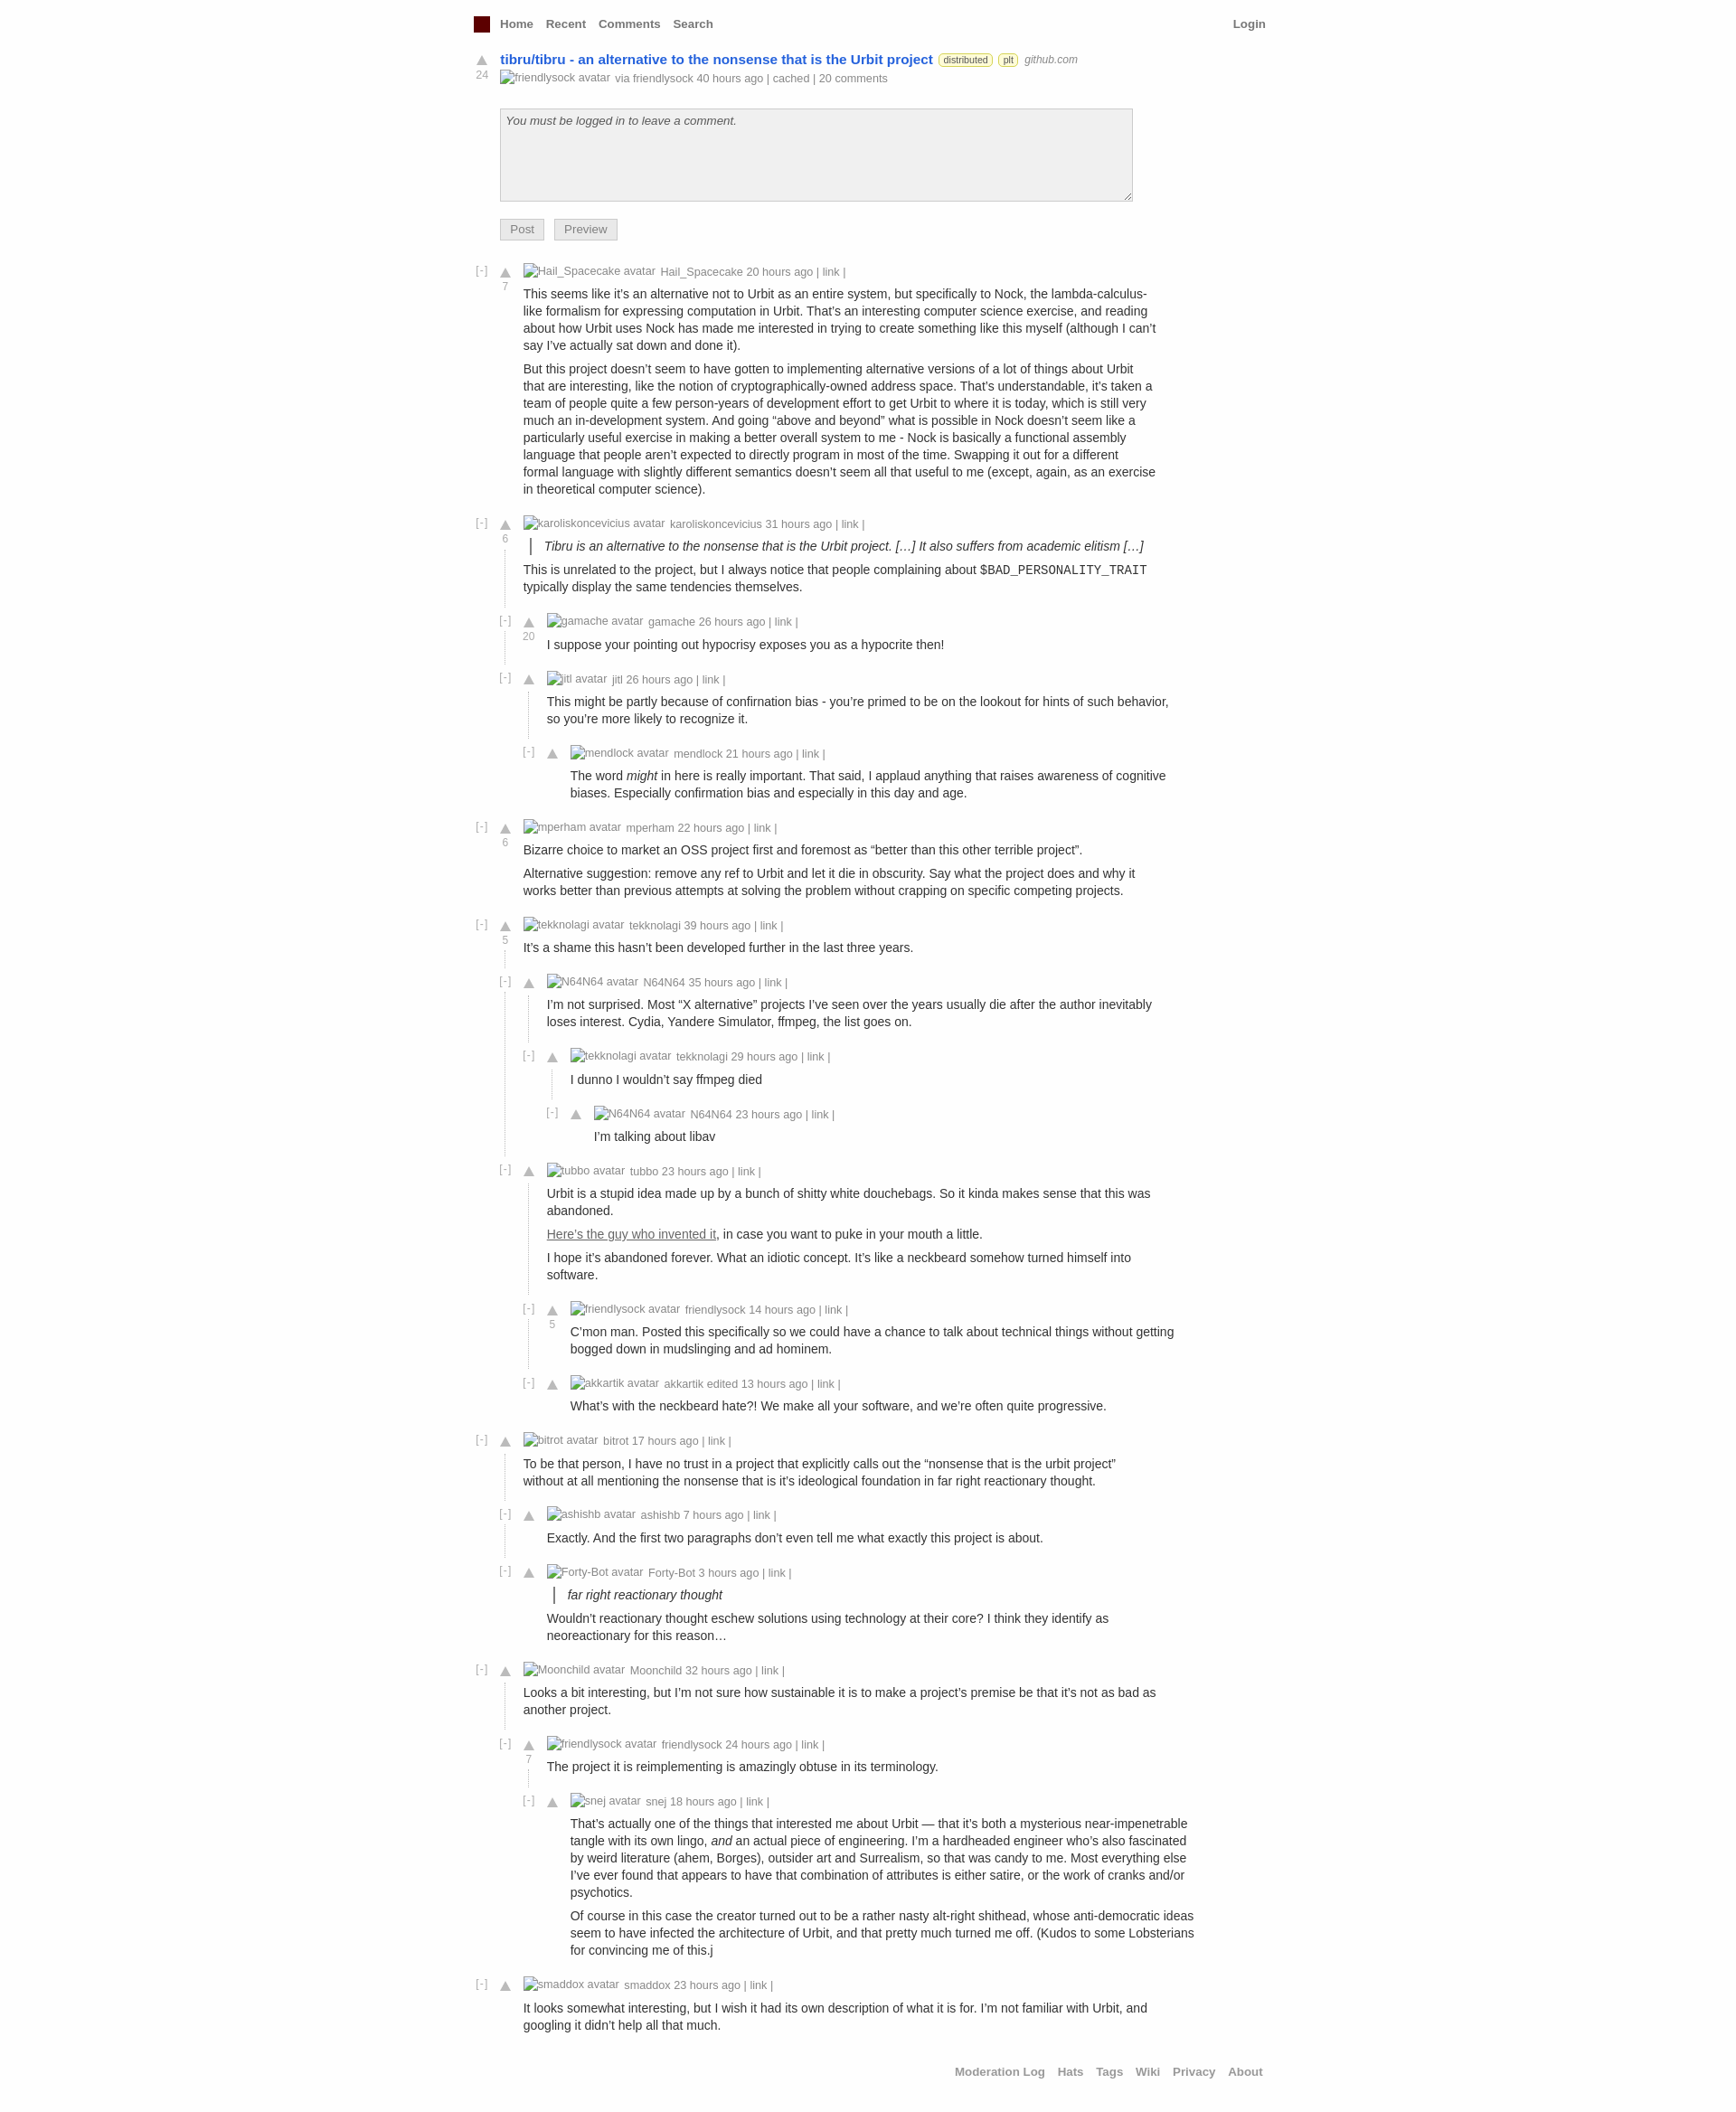 Home Recent Comments Search Login
tibru/tibru - an alternative to the nonsense that is the Urbit project distributed plt github.com
24
friendlysock avatar via friendlysock 40 hours ago | cached | 20 comments
You must be logged in to leave a comment.
Post Preview
[-] Hail_Spacecake avatar Hail_Spacecake 20 hours ago | link |
7
This seems like it’s an alternative not to Urbit as an entire system, but specifically to Nock, the lambda-calculus-
like formalism for expressing computation in Urbit. That’s an interesting computer science exercise, and reading
about how Urbit uses Nock has made me interested in trying to create something like this myself (although I can’t
say I’ve actually sat down and done it).
But this project doesn’t seem to have gotten to implementing alternative versions of a lot of things about Urbit
that are interesting, like the notion of cryptographically-owned address space. That’s understandable, it’s taken a
team of people quite a few person-years of development effort to get Urbit to where it is today, which is still very
much an in-development system. And going “above and beyond” what is possible in Nock doesn’t seem like a
particularly useful exercise in making a better overall system to me - Nock is basically a functional assembly
language that people aren’t expected to directly program in most of the time. Swapping it out for a different
formal language with slightly different semantics doesn’t seem all that useful to me (except, again, as an exercise
in theoretical computer science).
[-] karoliskoncevicius avatar karoliskoncevicius 31 hours ago | link |
6
Tibru is an alternative to the nonsense that is the Urbit project. […] It also suffers from academic elitism […]
This is unrelated to the project, but I always notice that people complaining about $BAD_PERSONALITY_TRAIT
typically display the same tendencies themselves.
[-] gamache avatar gamache 26 hours ago | link |
20
I suppose your pointing out hypocrisy exposes you as a hypocrite then!
[-] jitl avatar jitl 26 hours ago | link |
This might be partly because of confirnation bias - you’re primed to be on the lookout for hints of such behavior,
so you’re more likely to recognize it.
[-] mendlock avatar mendlock 21 hours ago | link |
The word might in here is really important. That said, I applaud anything that raises awareness of cognitive
biases. Especially confirmation bias and especially in this day and age.
[-] mperham avatar mperham 22 hours ago | link |
6
Bizarre choice to market an OSS project first and foremost as “better than this other terrible project”.
Alternative suggestion: remove any ref to Urbit and let it die in obscurity. Say what the project does and why it
works better than previous attempts at solving the problem without crapping on specific competing projects.
[-] tekknolagi avatar tekknolagi 39 hours ago | link |
5
It’s a shame this hasn’t been developed further in the last three years.
[-] N64N64 avatar N64N64 35 hours ago | link |
I’m not surprised. Most “X alternative” projects I’ve seen over the years usually die after the author inevitably
loses interest. Cydia, Yandere Simulator, ffmpeg, the list goes on.
[-] tekknolagi avatar tekknolagi 29 hours ago | link |
I dunno I wouldn’t say ffmpeg died
[-] N64N64 avatar N64N64 23 hours ago | link |
I’m talking about libav
[-] tubbo avatar tubbo 23 hours ago | link |
Urbit is a stupid idea made up by a bunch of shitty white douchebags. So it kinda makes sense that this was
abandoned.
Here’s the guy who invented it, in case you want to puke in your mouth a little.
I hope it’s abandoned forever. What an idiotic concept. It’s like a neckbeard somehow turned himself into
software.
[-] friendlysock avatar friendlysock 14 hours ago | link |
5
C’mon man. Posted this specifically so we could have a chance to talk about technical things without getting
bogged down in mudslinging and ad hominem.
[-] akkartik avatar akkartik edited 13 hours ago | link |
What’s with the neckbeard hate?! We make all your software, and we’re often quite progressive.
[-] bitrot avatar bitrot 17 hours ago | link |
To be that person, I have no trust in a project that explicitly calls out the “nonsense that is the urbit project”
without at all mentioning the nonsense that is it’s ideological foundation in far right reactionary thought.
[-] ashishb avatar ashishb 7 hours ago | link |
Exactly. And the first two paragraphs don’t even tell me what exactly this project is about.
[-] Forty-Bot avatar Forty-Bot 3 hours ago | link |
far right reactionary thought
Wouldn’t reactionary thought eschew solutions using technology at their core? I think they identify as
neoreactionary for this reason…
[-] Moonchild avatar Moonchild 32 hours ago | link |
Looks a bit interesting, but I’m not sure how sustainable it is to make a project’s premise be that it’s not as bad as
another project.
[-] friendlysock avatar friendlysock 24 hours ago | link |
7
The project it is reimplementing is amazingly obtuse in its terminology.
[-] snej avatar snej 18 hours ago | link |
That’s actually one of the things that interested me about Urbit — that it’s both a mysterious near-impenetrable
tangle with its own lingo, and an actual piece of engineering. I’m a hardheaded engineer who’s also fascinated
by weird literature (ahem, Borges), outsider art and Surrealism, so that was candy to me. Most everything else
I’ve ever found that appears to have that combination of attributes is either satire, or the work of cranks and/or
psychotics.
Of course in this case the creator turned out to be a rather nasty alt-right shithead, whose anti-democratic ideas
seem to have infected the architecture of Urbit, and that pretty much turned me off. (Kudos to some Lobsterians
for convincing me of this.j
[-] smaddox avatar smaddox 23 hours ago | link |
It looks somewhat interesting, but I wish it had its own description of what it is for. I’m not familiar with Urbit, and
googling it didn’t help all that much.
Moderation Log Hats Tags Wiki Privacy About